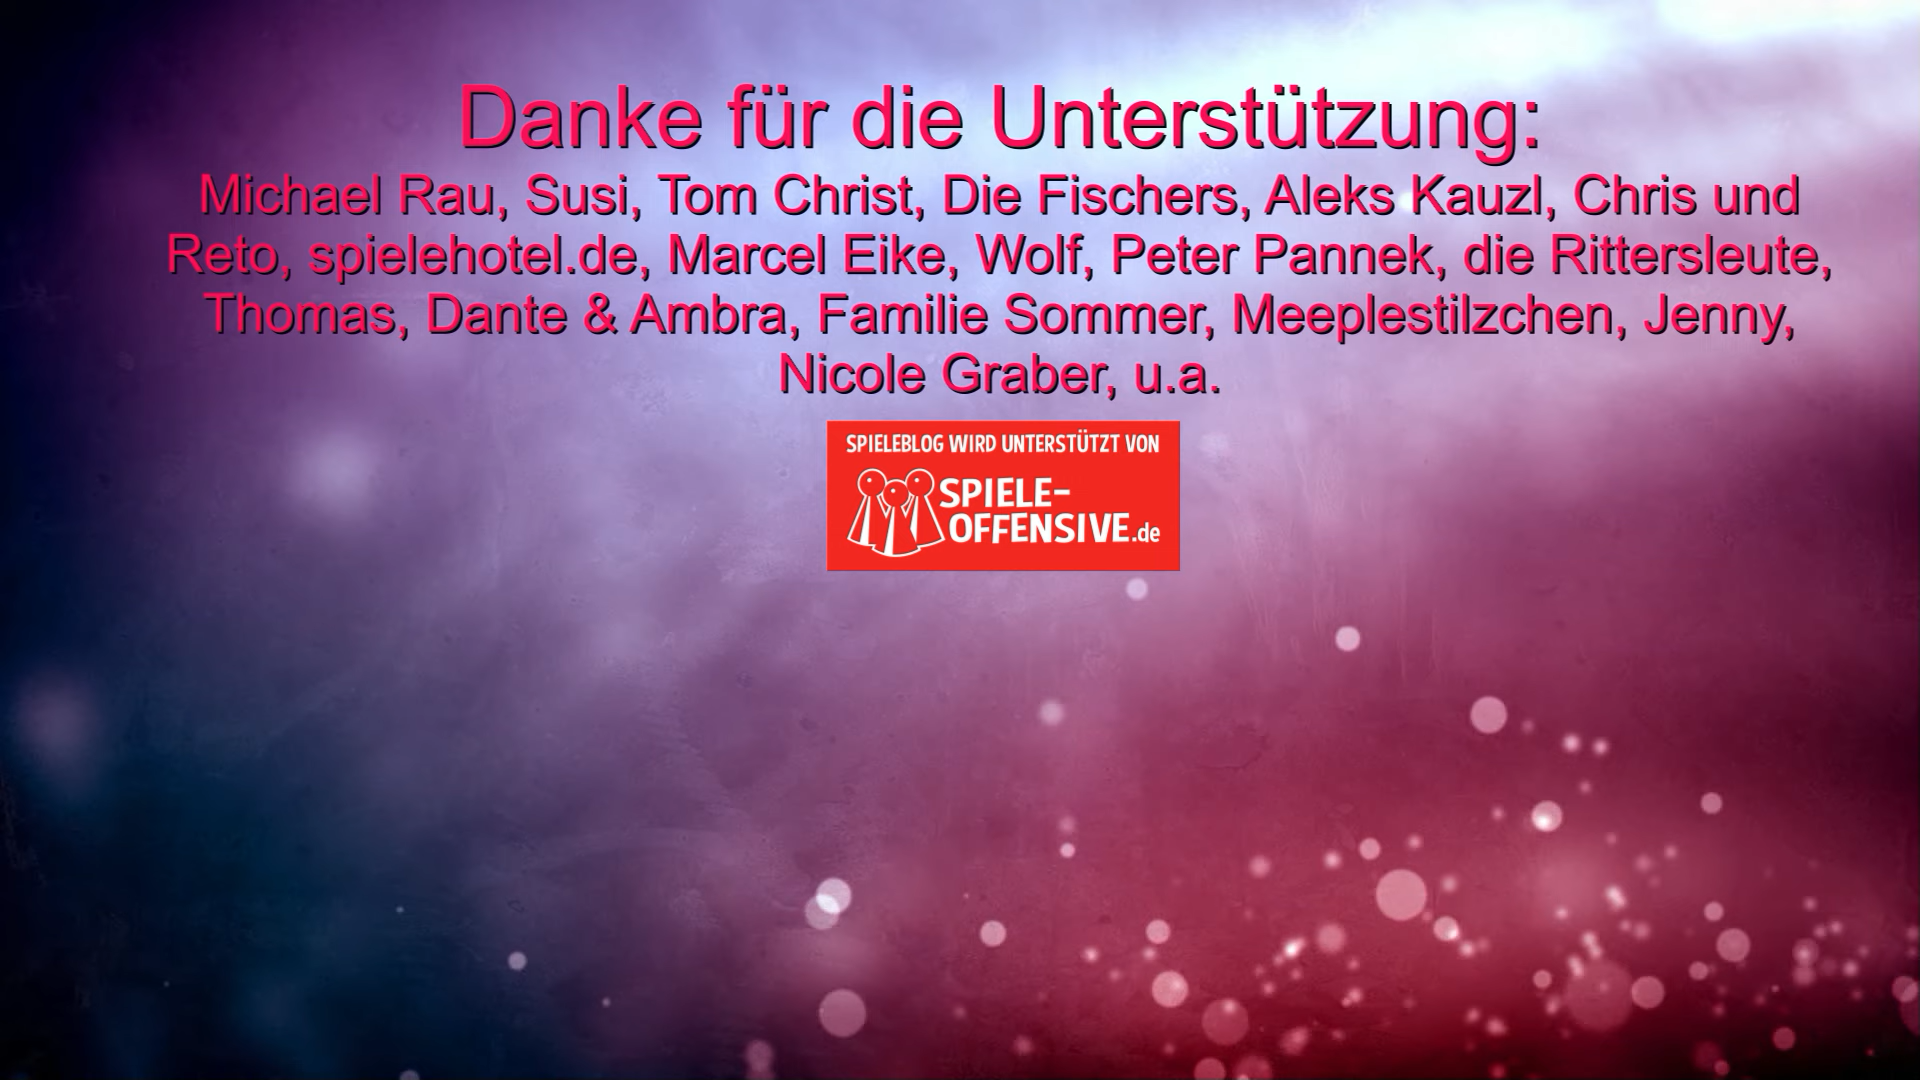 Danke für die Unterstützung:
Michael Rau, Susi, Tom Christ, Die Fischers, Aleks Kauzl, Chris und
Reto, spielehotel.de, Marcel Eike, Wolf, Peter Pannek, die Rittersleute,
Thomas, Dante & Ambra, Familie Sommer, Meeplestilzchen, Jenny,
Nicole Graber, u.a.
SPIELEBLOG WIRD UNTERSTÜTZT VON
SPIELE-
OFFENSIVE.de